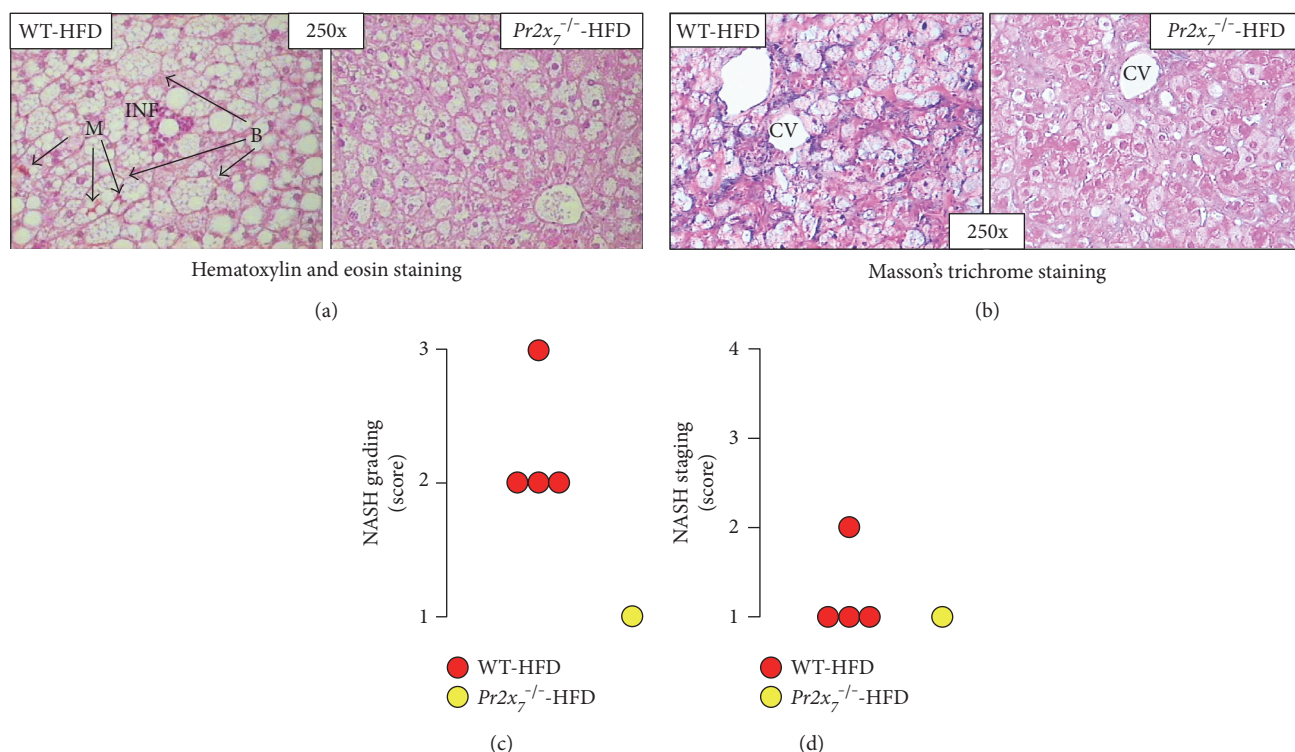 WT-HFD
250x
Pr2x₇⁻/⁻-HFD
INF
M
B
Hematoxylin and eosin staining
(a)
WT-HFD
Pr2x₇⁻/⁻-HFD
CV
CV
250x
Masson's trichrome staining
(b)
3
2
1
NASH grading
(score)
WT-HFD
Pr2x₇⁻/⁻-HFD
(c)
4
3
2
1
NASH staging
(score)
WT-HFD
Pr2x₇⁻/⁻-HFD
(d)